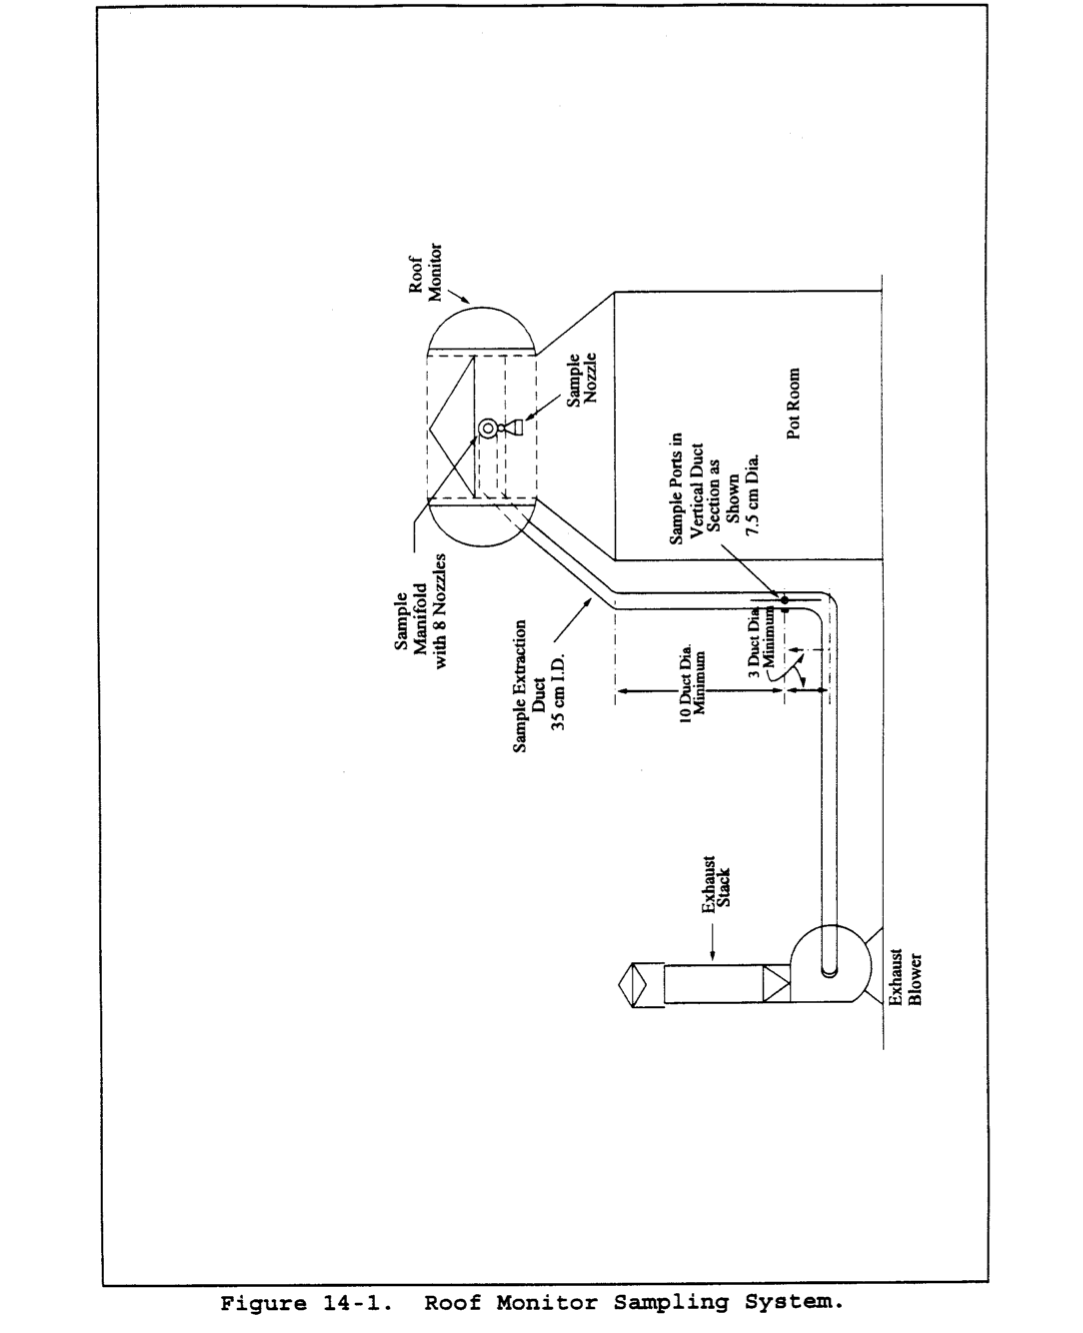 Roof
Monitor
Sample
Nozzle
Sample
Manifold
with 8 Nozzles
Pot Room
Sample Ports in
Vertical Duct
Section as
Shown
7.5 cm Dia.
Sample Extraction
Duct
35 cm I.D.
3 Duct Dia.
Minimum
10 Duct Dia.
Minimum
Exhaust
Stack
Exhaust
Blower
Figure 14-1. Roof Monitor Sampling System.